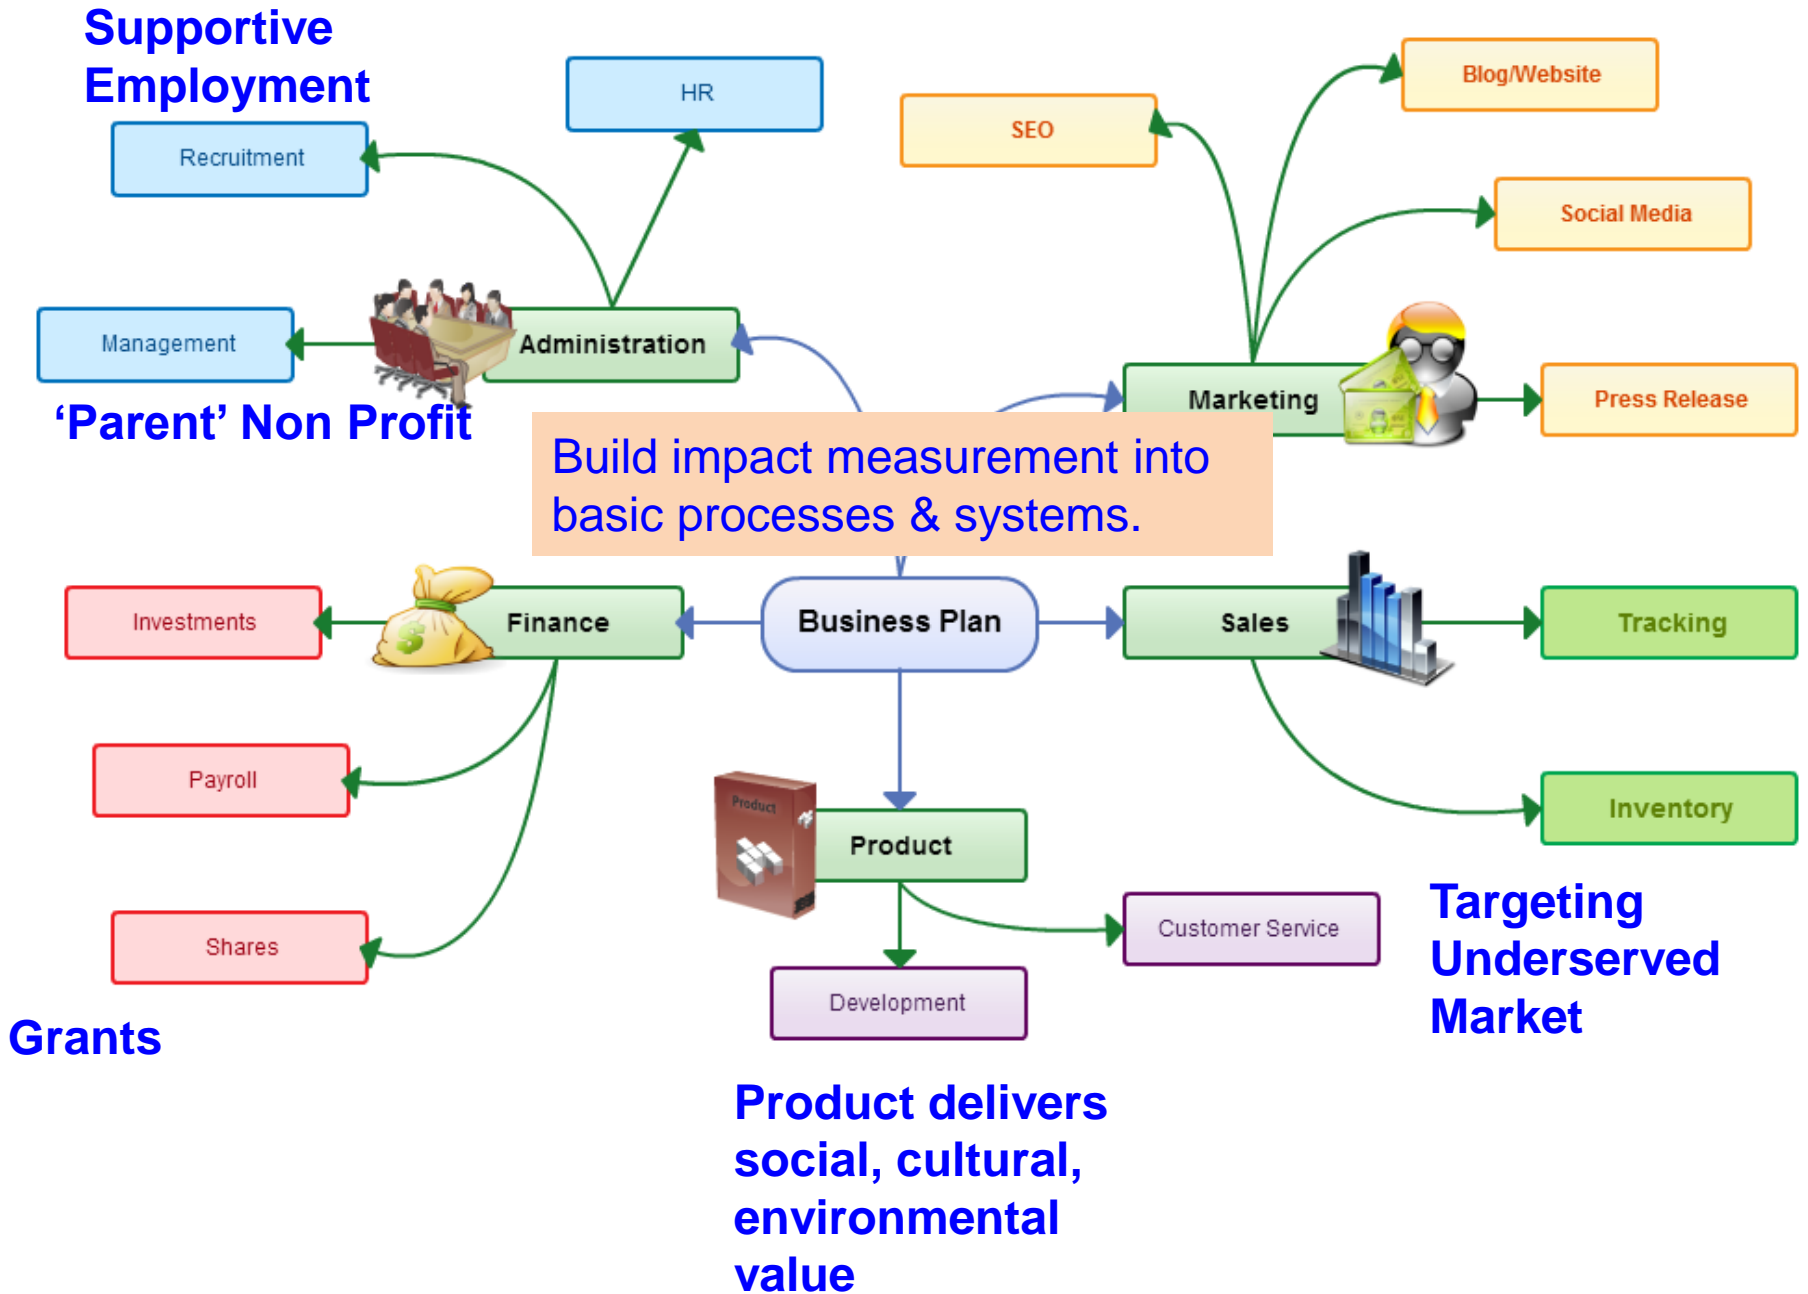 Supportive
Employment
HR
Recruitment
Management
Administration
‘Parent’ Non Profit
SEO
Blog/Website
Social Media
Marketing
Press Release
Build impact measurement into
basic processes & systems.
Investments
Finance
Business Plan
Sales
Tracking
Payroll
Product
Product
Inventory
Shares
Customer Service
Development
Grants
Targeting
Underserved
Market
Product delivers
social, cultural,
environmental
value